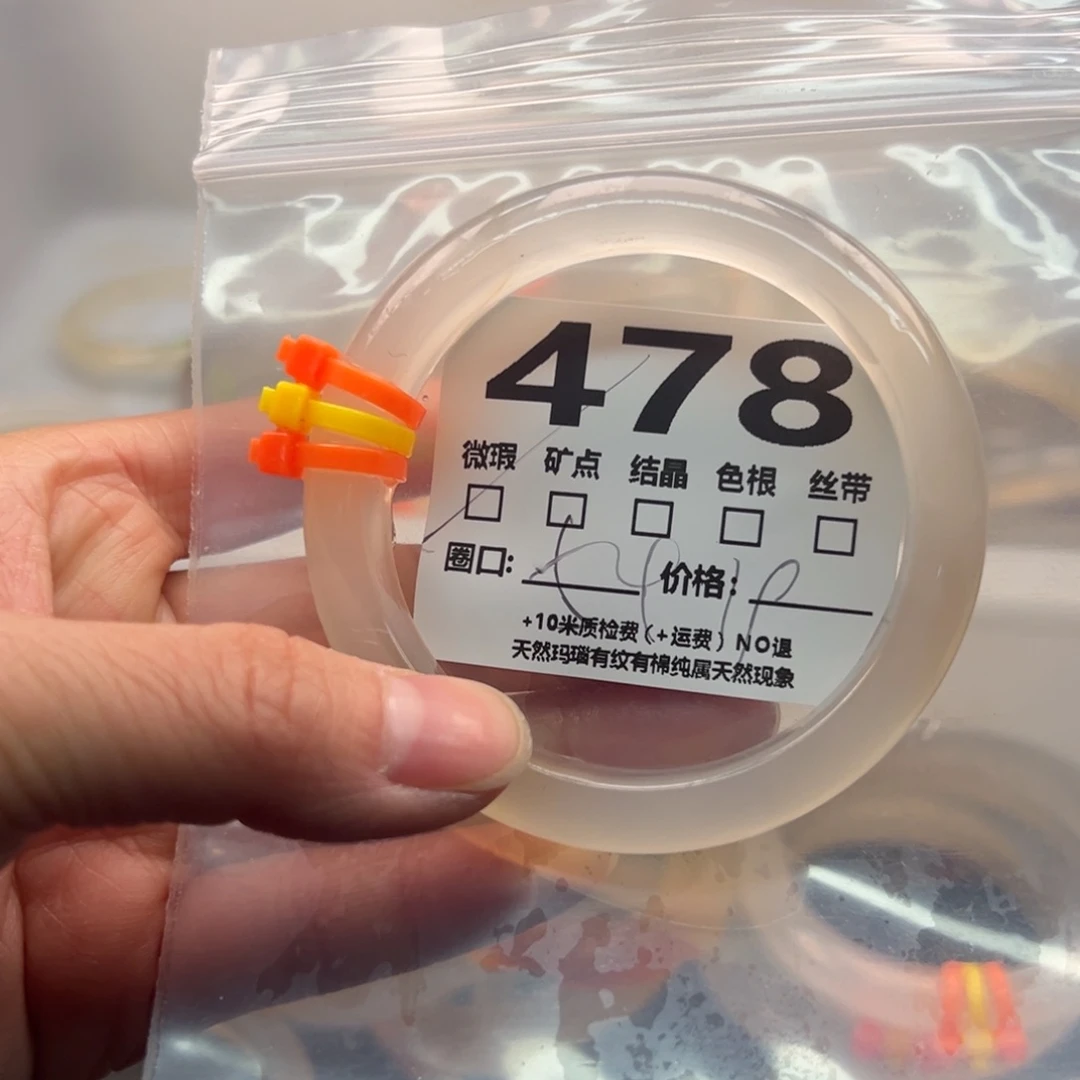 478
微瑕 矿点 结晶 色根 丝带
圈口: 价格:
+10米质检费(+运费)NO退
天然玛瑙有纹有棉纯属天然现象